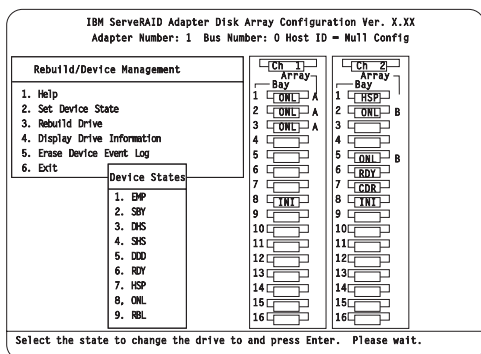 IBM ServeRAID Adapter Disk Array Configuration Ver. X.XX
Adapter Number: 1 Bus Number: 0 Host ID = Null Config
Rebuild/Device Management
1. Help
2. Set Device State
3. Rebuild Drive
4. Display Drive Information
5. Erase Device Event Log
6. Exit
Device States
1. EMP
2. SBY
3. DHS
4. SHS
5. DDD
6. RDY
7. HSP
8, ONL
9. RBL
Ch 1
Array
Bay
1 ONL A
2 ONL A
3 ONL A
4
5
6
7
8 INI
9
10
11
12
13
14
15
16
Ch 2
Array
Bay
1 HSP
2 ONL B
3
4
5 ONL B
6 RDY
7 CDR
8 INI
9
10
11
12
13
14
15
16
Select the state to change the drive to and press Enter. Please wait.